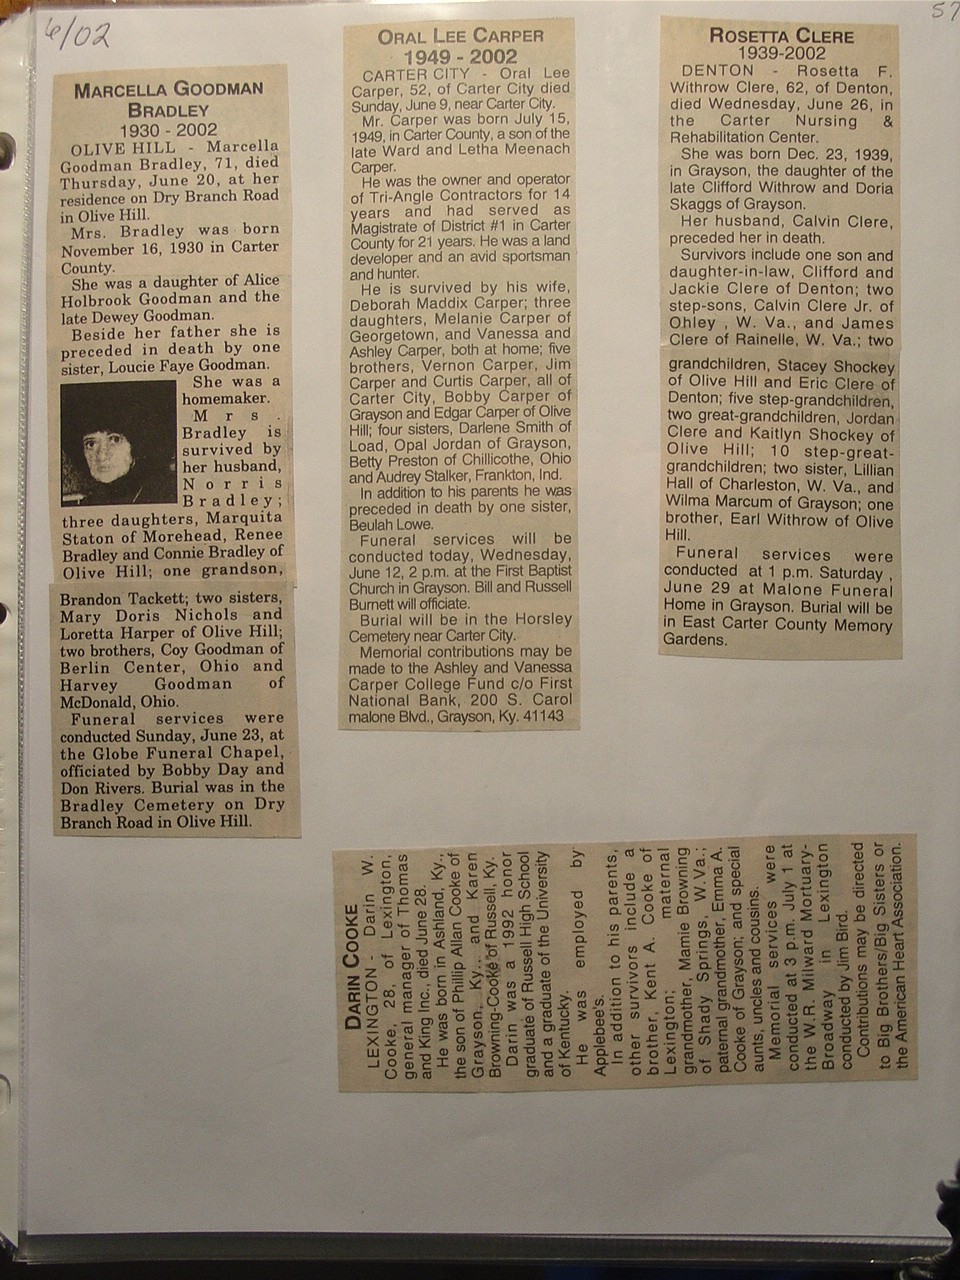 6/02
57
MARCELLA GOODMAN
BRADLEY
1930 - 2002
OLIVE HILL - Marcella
Goodman Bradley, 71, died
Thursday, June 20, at her
residence on Dry Branch Road
in Olive Hill.
Mrs. Bradley was born
November 16, 1930 in Carter
County.
She was a daughter of Alice
Holbrook Goodman and the
late Dewey Goodman.
Beside her father she is
preceded in death by one
sister, Loucie Faye Goodman.
She was a
homemaker.
Mrs.
Bradley is
survived by
her husband,
Norris
Bradley;
three daughters, Marquita
Staton of Morehead, Renee
Bradley and Connie Bradley of
Olive Hill; one grandson,
Brandon Tackett; two sisters,
Mary Doris Nichols and
Loretta Harper of Olive Hill;
two brothers, Coy Goodman of
Berlin Center, Ohio and
Harvey Goodman of
McDonald, Ohio.
Funeral services were
conducted Sunday, June 23, at
the Globe Funeral Chapel,
officiated by Bobby Day and
Don Rivers. Burial was in the
Bradley Cemetery on Dry
Branch Road in Olive Hill.
ORAL LEE CARPER
1949 - 2002
CARTER CITY - Oral Lee
Carper, 52, of Carter City died
Sunday, June 9, near Carter City.
Mr. Carper was born July 15,
1949, in Carter County, a son of the
late Ward and Letha Meenach
Carper.
He was the owner and operator
of Tri-Angle Contractors for 14
years and had served as
Magistrate of District #1 in Carter
County for 21 years. He was a land
developer and an avid sportsman
and hunter.
He is survived by his wife,
Deborah Maddix Carper; three
daughters, Melanie Carper of
Georgetown, and Vanessa and
Ashley Carper, both at home; five
brothers, Vernon Carper, Jim
Carper and Curtis Carper, all of
Carter City, Bobby Carper of
Grayson and Edgar Carper of Olive
Hill; four sisters, Darlene Smith of
Load, Opal Jordan of Grayson,
Betty Preston of Chillicothe, Ohio
and Audrey Stalker, Frankton, Ind.
In addition to his parents he was
preceded in death by one sister,
Beulah Lowe.
Funeral services will be
conducted today, Wednesday,
June 12, 2 p.m. at the First Baptist
Church in Grayson. Bill and Russell
Burnett will officiate.
Burial will be in the Horsley
Cemetery near Carter City.
Memorial contributions may be
made to the Ashley and Vanessa
Carper College Fund c/o First
National Bank, 200 S. Carol
malone Blvd., Grayson, Ky. 41143
ROSETTA CLERE
1939-2002
DENTON - Rosetta F.
Withrow Clere, 62, of Denton,
died Wednesday, June 26, in
the Carter Nursing &
Rehabilitation Center.
She was born Dec. 23, 1939,
in Grayson, the daughter of the
late Clifford Withrow and Doria
Skaggs of Grayson.
Her husband, Calvin Clere,
preceded her in death.
Survivors include one son and
daughter-in-law, Clifford and
Jackie Clere of Denton; two
step-sons, Calvin Clere Jr. of
Ohley , W. Va., and James
Clere of Rainelle, W. Va.; two
grandchildren, Stacey Shockey
of Olive Hill and Eric Clere of
Denton; five step-grandchildren,
two great-grandchildren, Jordan
Clere and Kaitlyn Shockey of
Olive Hill; 10 step-great-
grandchildren; two sister, Lillian
Hall of Charleston, W. Va., and
Wilma Marcum of Grayson; one
brother, Earl Withrow of Olive
Hill.
Funeral services were
conducted at 1 p.m. Saturday ,
June 29 at Malone Funeral
Home in Grayson. Burial will be
in East Carter County Memory
Gardens.
DARIN COOKE
LEXINGTON - Darin W.
Cooke, 28, of Lexington,
general manager of Thomas
and King Inc., died June 28.
He was born in Ashland, Ky.,
the son of Phillip Allan Cooke of
Grayson, Ky., and Karen
Browning-Cooke of Russell, Ky.
Darin was a 1992 honor
graduate of Russell High School
and a graduate of the University
of Kentucky.
He was employed by
Applebee's.
In addition to his parents,
other survivors include a
brother, Kent A. Cooke of
Lexington; maternal
grandmother, Mamie Browning
of Shady Springs, W.Va.;
paternal grandmother, Emma A.
Cooke of Grayson; and special
aunts, uncles and cousins.
Memorial services were
conducted at 3 p.m. July 1 at
the W.R. Milward Mortuary-
Broadway in Lexington
conducted by Jim Bird.
Contributions may be directed
to Big Brothers/Big Sisters or
the American Heart Association.